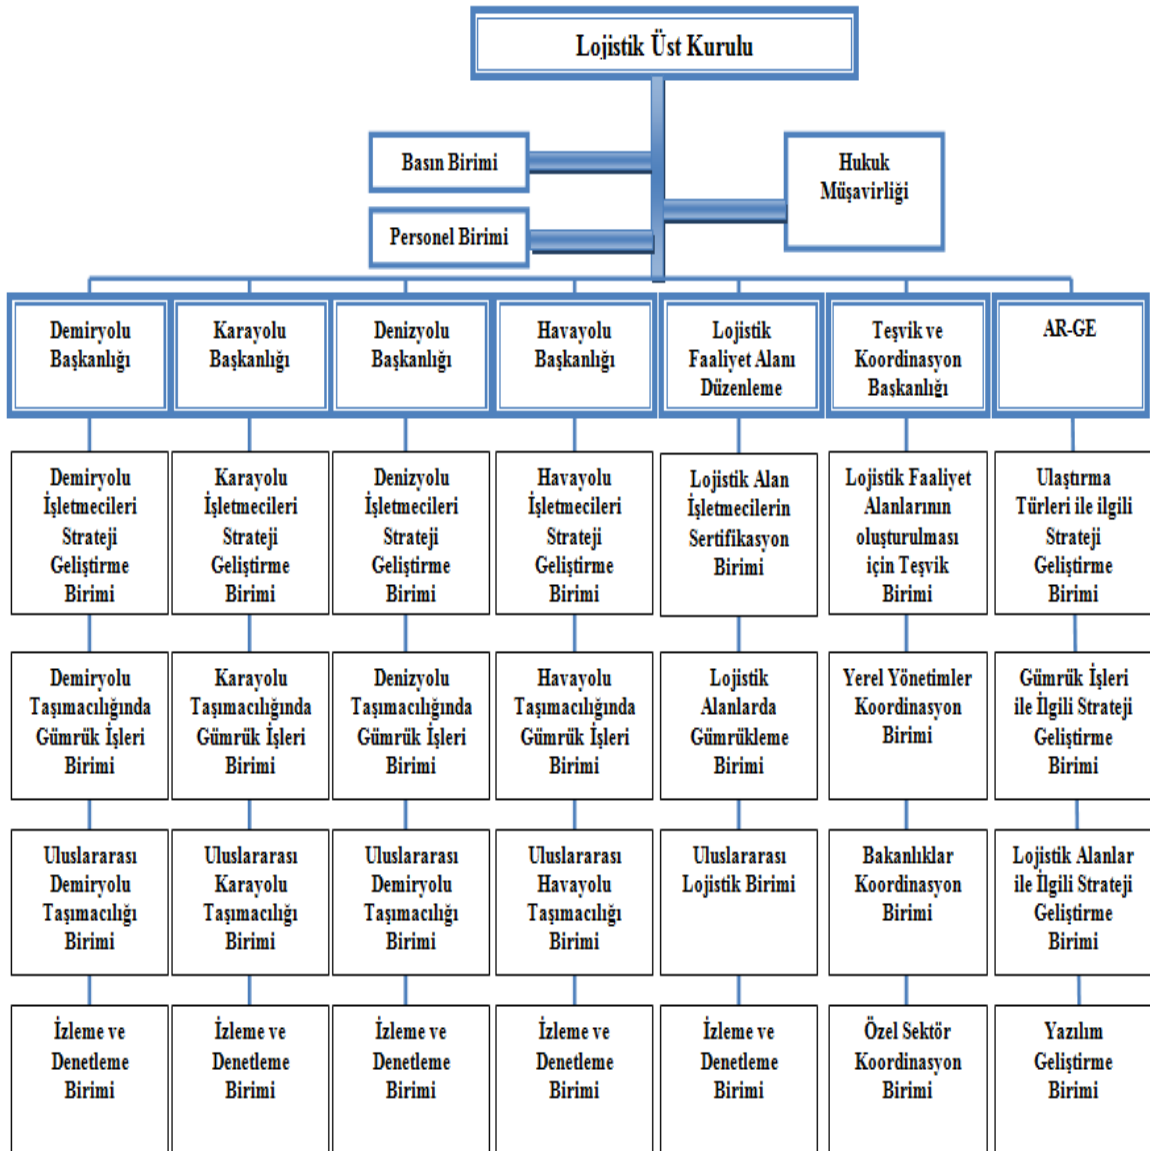 Lojistik Üst Kurulu
Basın Birimi
Hukuk
Müşavirliği
Personel Birimi
Demiryolu
Başkanlığı
Karayolu
Başkanlığı
Denizyolu
Başkanlığı
Havayolu
Başkanlığı
Lojistik
Faaliyet Alanı
Düzenleme
Teşvik ve
Koordinasyon
Başkanlığı
AR-GE
Demiryolu
İşletmecileri
Strateji
Geliştirme
Birimi
Karayolu
İşletmecileri
Strateji
Geliştirme
Birimi
Denizyolu
İşletmecileri
Strateji
Geliştirme
Birimi
Havayolu
İşletmecileri
Strateji
Geliştirme
Birimi
Lojistik Alan
İşletmecilerin
Sertifikasyon
Birimi
Lojistik Faaliyet
Alanlarının
oluşturulması
için Teşvik
Birimi
Ulaştırma
Türleri ile ilgili
Strateji
Geliştirme
Birimi
Demiryolu
Taşımacılığında
Gümrük İşleri
Birimi
Karayolu
Taşımacılığında
Gümrük İşleri
Birimi
Denizyolu
Taşımacılığında
Gümrük İşleri
Birimi
Havayolu
Taşımacılığında
Gümrük İşleri
Birimi
Lojistik
Alanlarda
Gümrükleme
Birimi
Yerel Yönetimler
Koordinasyon
Birimi
Gümrük İşleri
ile İlgili Strateji
Geliştirme
Birimi
Uluslararası
Demiryolu
Taşımacılığı
Birimi
Uluslararası
Karayolu
Taşımacılığı
Birimi
Uluslararası
Demiryolu
Taşımacılığı
Birimi
Uluslararası
Havayolu
Taşımacılığı
Birimi
Uluslararası
Lojistik Birimi
Bakanlıklar
Koordinasyon
Birimi
Lojistik Alanlar
ile İlgili Strateji
Geliştirme
Birimi
İzleme ve
Denetleme
Birimi
İzleme ve
Denetleme
Birimi
İzleme ve
Denetleme
Birimi
İzleme ve
Denetleme
Birimi
İzleme ve
Denetleme
Birimi
Özel Sektör
Koordinasyon
Birimi
Yazılım
Geliştirme
Birimi